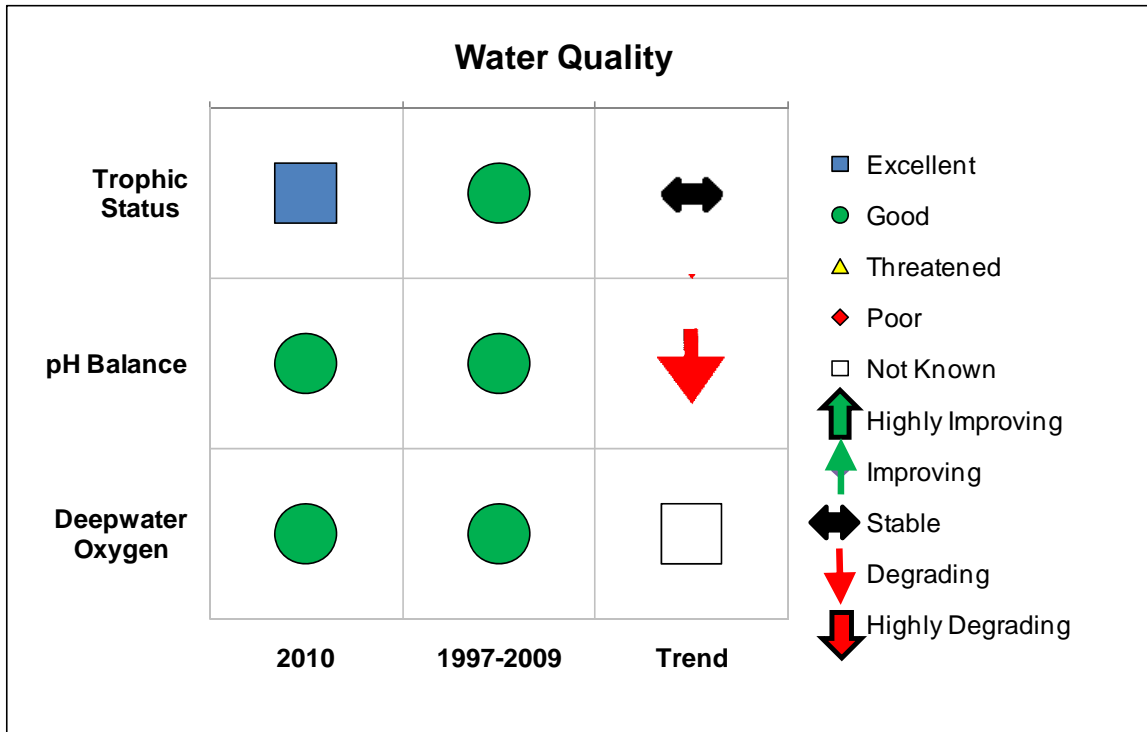 Water Quality
Trophic
Status
pH Balance
Deepwater
Oxygen
2010
1997-2009
Trend
Excellent
Good
Threatened
Poor
Not Known
Highly Improving
Improving
Stable
Degrading
Highly Degrading